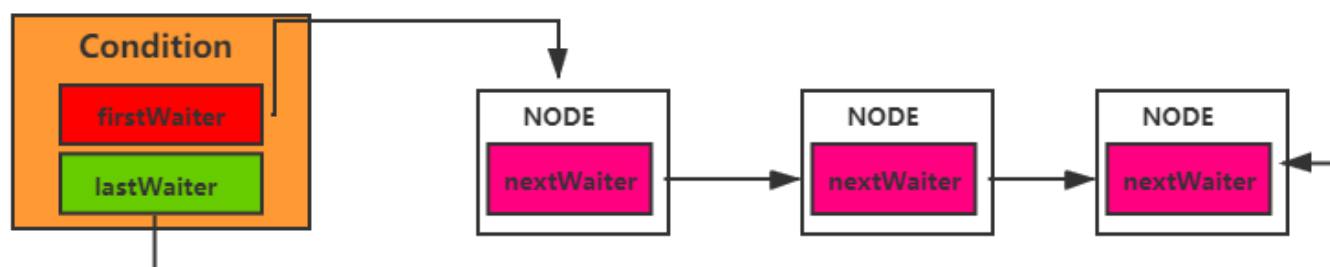 Condition
firstWaiter
lastWaiter
NODE
nextWaiter
NODE
nextWaiter
NODE
nextWaiter